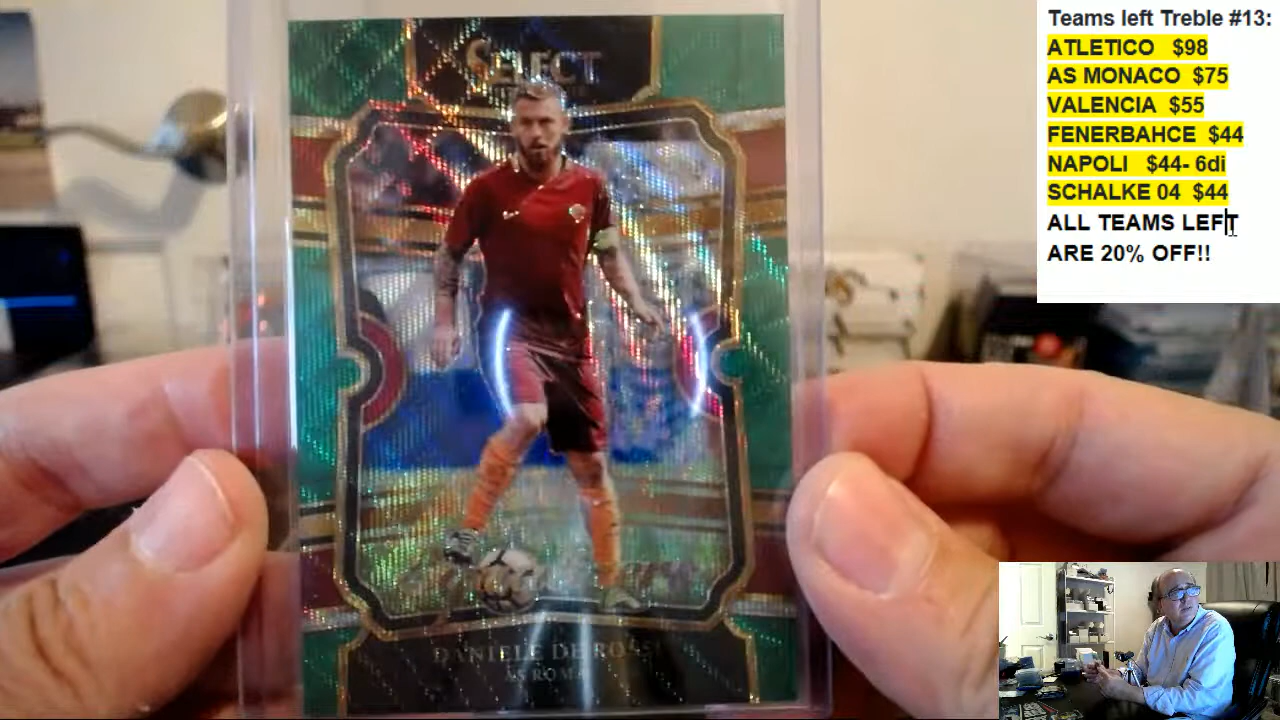 SELECT
DANIELE DE ROSSI
AS ROMA
Teams left Treble #13:
ATLETICO $98
AS MONACO $75
VALENCIA $55
FENERBAHCE $44
NAPOLI $44- 6di
SCHALKE 04 $44
ALL TEAMS LEFT
ARE 20% OFF!!